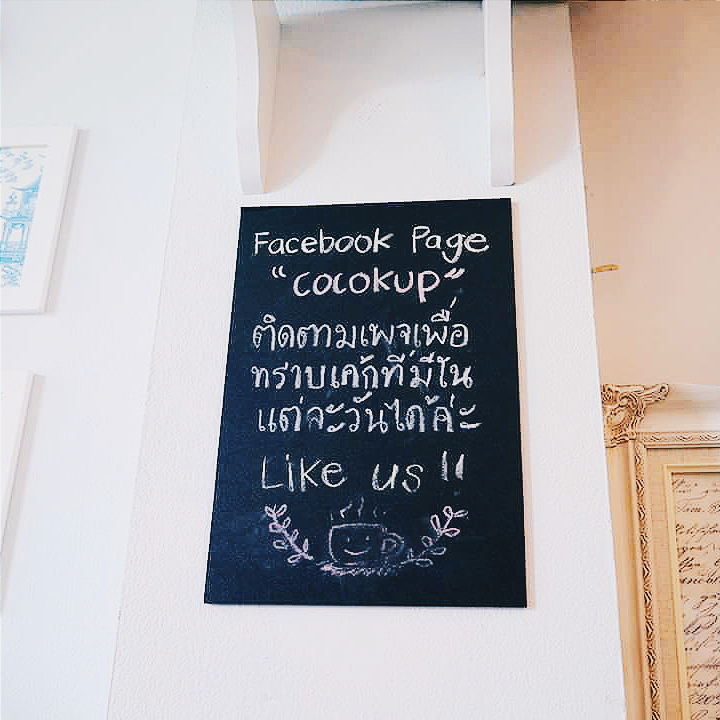 Facebook Page
"cocokup"
ติดตามเพจเพื่อ
ทราบเค้กที่มีใน
แต่ละวันได้ค่ะ
Like us !!